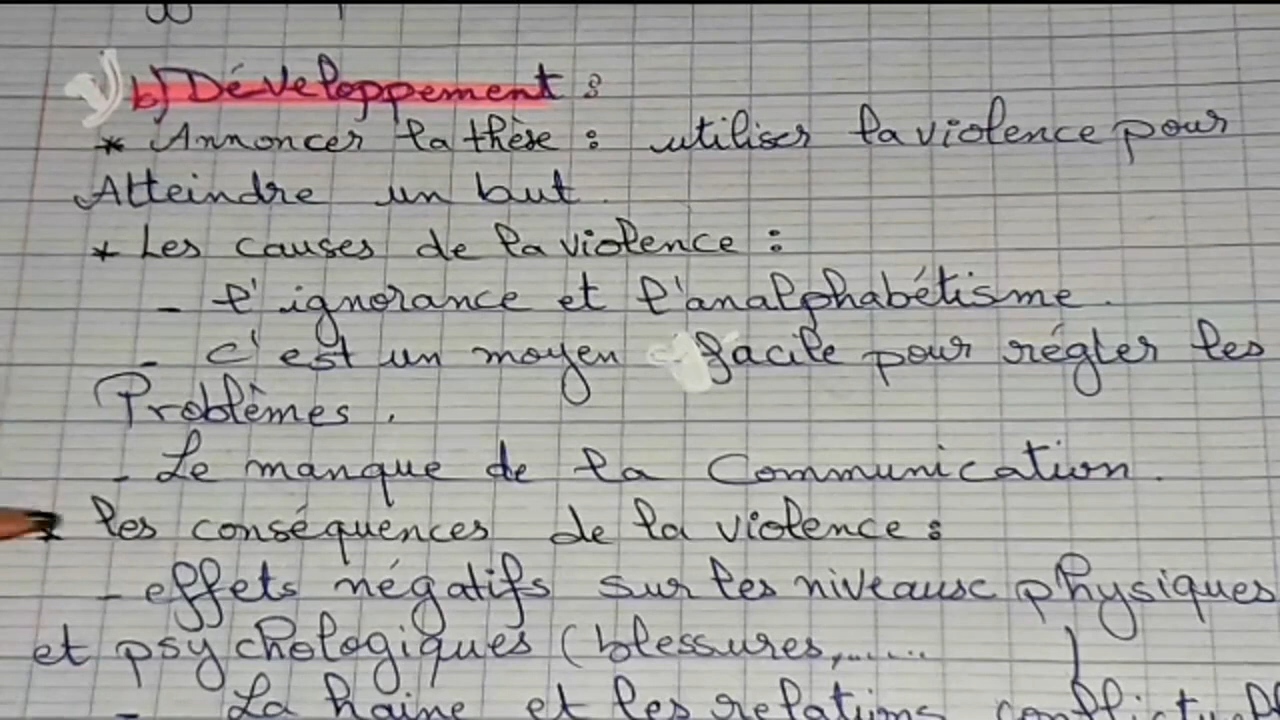 b) Développement :
* Annoncer la thèse : utiliser la violence pour
Atteindre un but.
* Les causes de la violence :
- l'ignorance et l'analphabétisme.
- c'est un moyen facile pour régler les
Problèmes.
- Le manque de la Communication.
* les conséquences de la violence :
- effets négatifs sur les niveaux physiques
et psychologiques (blessures,......
- La haine et les relations